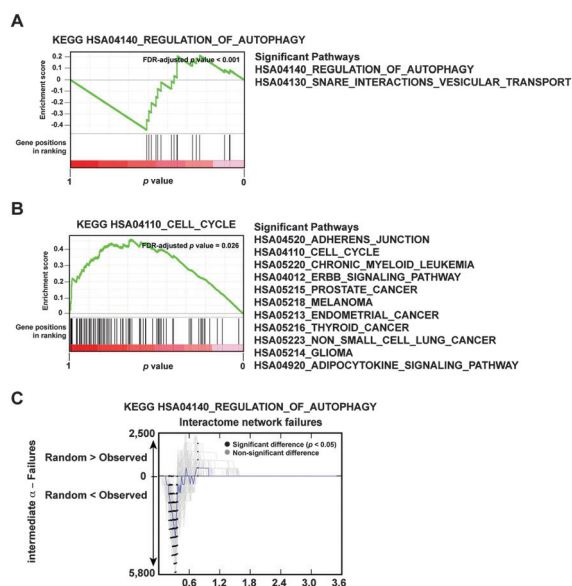 A
KEGG HSA04140_REGULATION_OF_AUTOPHAGY
FDR-adjusted p value < 0.001
Enrichment score
0.2
0.1
0
-0.1
-0.2
-0.3
-0.4
Gene positions
in ranking
1
p value
0
Significant Pathways
HSA04140_REGULATION_OF_AUTOPHAGY
HSA04130_SNARE_INTERACTIONS_VESICULAR_TRANSPORT
B
KEGG HSA04110_CELL_CYCLE
FDR-adjusted p value = 0.026
Enrichment score
0.4
0.2
0
Gene positions
in ranking
1
p value
0
Significant Pathways
HSA04520_ADHERENS_JUNCTION
HSA04110_CELL_CYCLE
HSA05220_CHRONIC_MYELOID_LEUKEMIA
HSA04012_ERBB_SIGNALING_PATHWAY
HSA05215_PROSTATE_CANCER
HSA05218_MELANOMA
HSA05213_ENDOMETRIAL_CANCER
HSA05216_THYROID_CANCER
HSA05223_NON_SMALL_CELL_LUNG_CANCER
HSA05214_GLIOMA
HSA04920_ADIPOCYTOKINE_SIGNALING_PATHWAY
C
KEGG HSA04140_REGULATION_OF_AUTOPHAGY
Interactome network failures
2,500
Significant difference (p < 0.05)
Non-significant difference
Random > Observed
0
Random < Observed
intermediate α – Failures
5,800
0.6 1.2 1.8 2.4 3.0 3.6